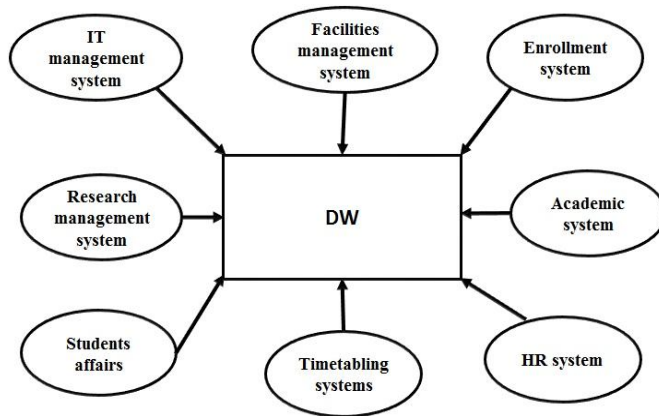 IT
management
system
Facilities
management
system
Enrollment
system
Research
management
system
DW
Academic
system
Students
affairs
Timetabling
systems
HR system